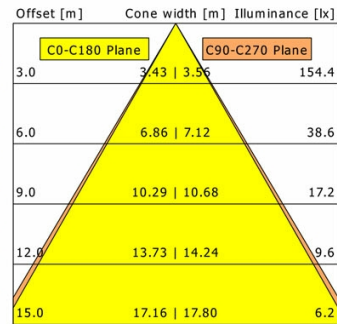 Offset [m] Cone width [m] Illuminance [lx]
C0-C180 Plane C90-C270 Plane
3.0 3.43 | 3.56 154.4
6.0 6.86 | 7.12 38.6
9.0 10.29 | 10.68 17.2
12.0 13.73 | 14.24 9.6
15.0 17.16 | 17.80 6.2